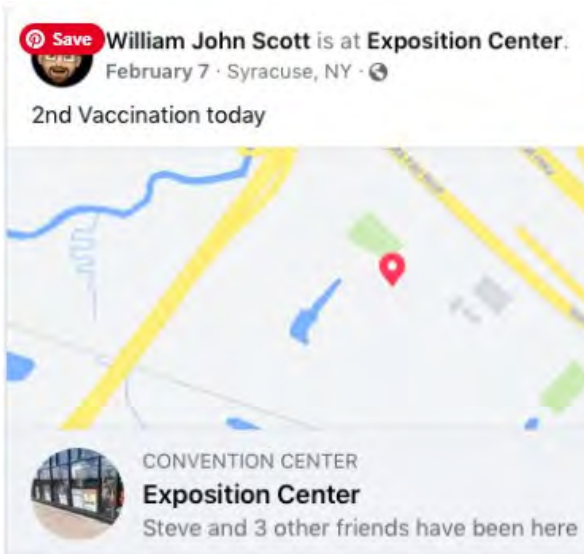 Save
William John Scott is at Exposition Center.
February 7 · Syracuse, NY ·
2nd Vaccination today
CONVENTION CENTER
Exposition Center
Steve and 3 other friends have been here